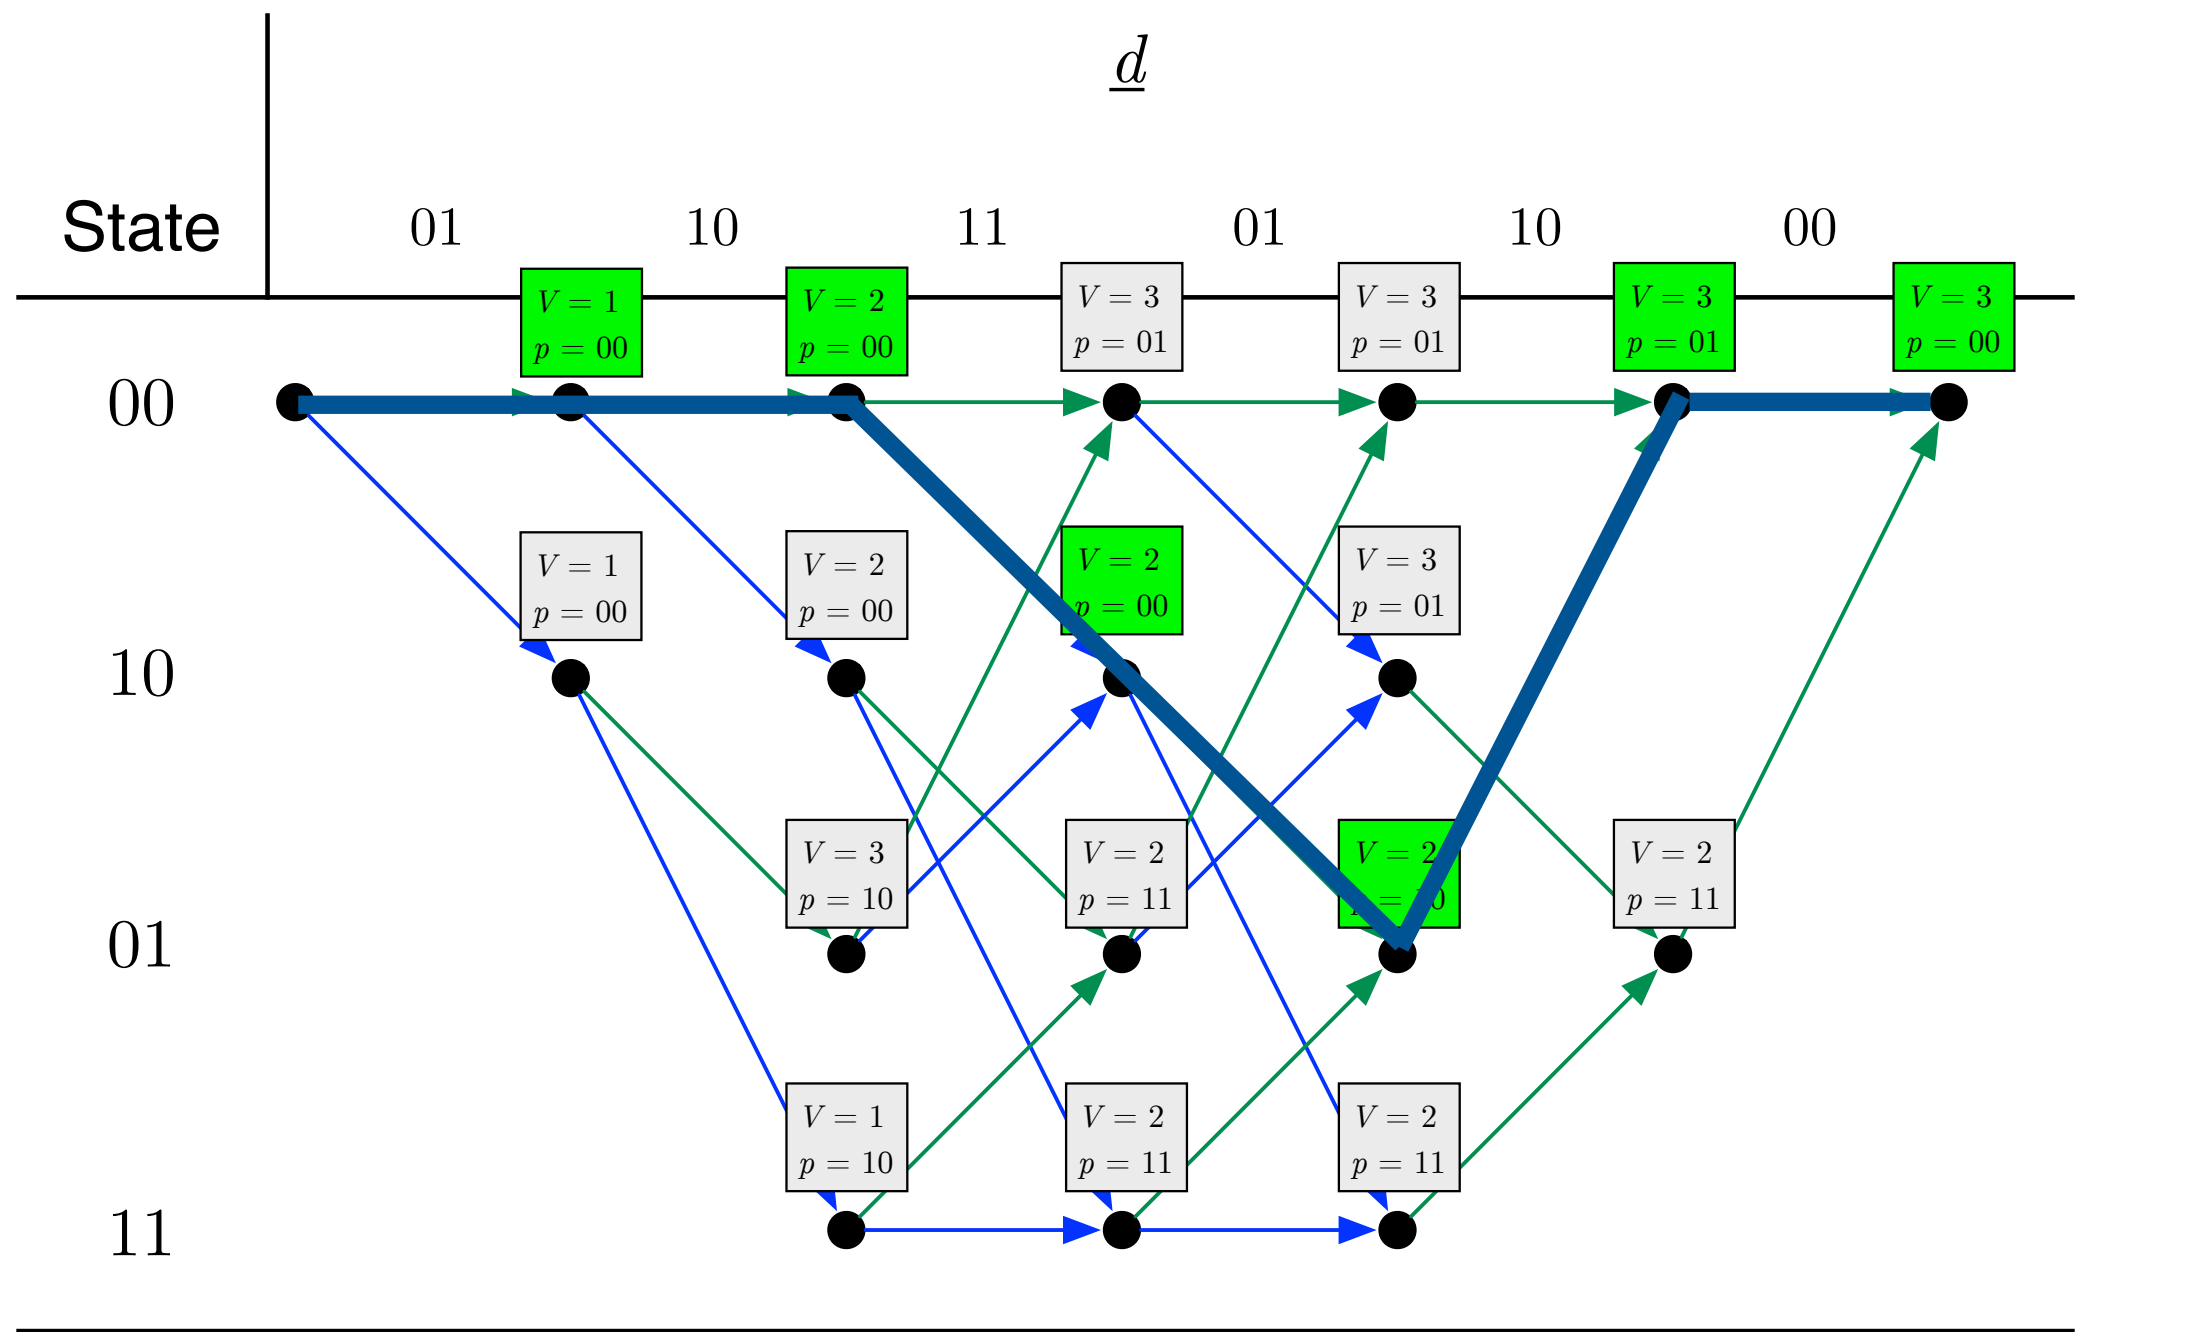 d
State 01 10 11 01 10 00
V = 1 V = 2 V = 3 V = 3 V = 3 V = 3
p = 00 p = 00 p = 01 p = 01 p = 01 p = 00
00
V = 1 V = 2 V = 2 V = 3
p = 00 p = 00 p = 00 p = 01
10
V = 3 V = 2 V = 2 V = 2
p = 10 p = 11 p = 10 p = 11
01
V = 1 V = 2 V = 2
p = 10 p = 11 p = 11
11